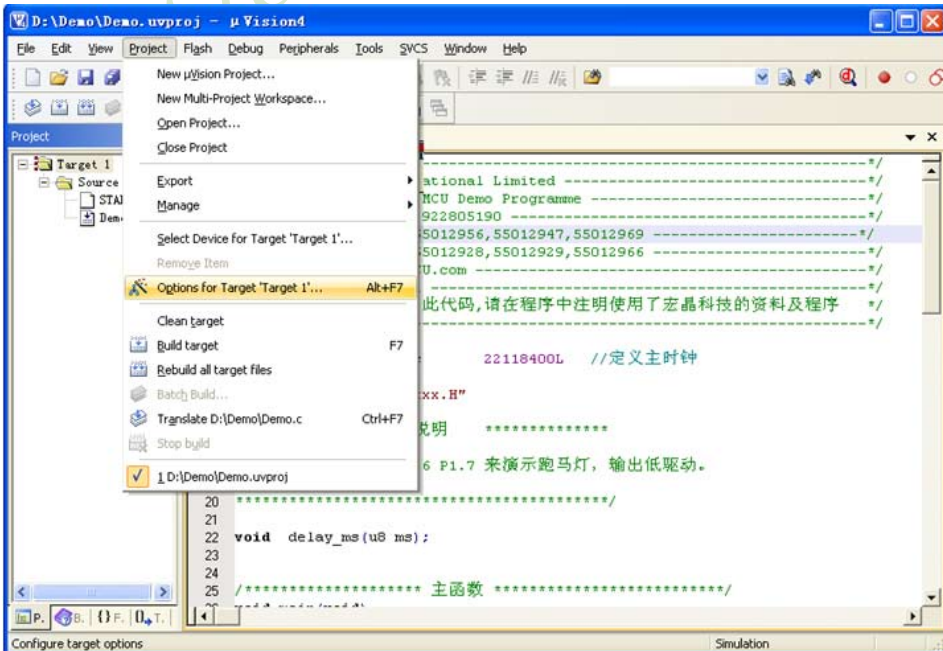 D:\Demo\Demo.uvproj - μVision4
File Edit View Project Flash Debug Peripherals Tools SVCS Window Help
Project
Target 1
Source
STA
Dem
New μVision Project...
New Multi-Project Workspace...
Open Project...
Close Project
Export
Manage
Select Device for Target 'Target 1'...
Remove Item
Options for Target 'Target 1'... Alt+F7
Clean target
Build target F7
Rebuild all target files
Batch Build...
Translate D:\Demo\Demo.c Ctrl+F7
Stop build
1 D:\Demo\Demo.uvproj
--------------------------------------------------*/
ational Limited ----------------------------------*/
MCU Demo Programme -------------------------------*/
922805190 ----------------------------------------*/
5012956,55012947,55012969 ------------------------*/
5012928,55012929,55012966 ------------------------*/
U.com --------------------------------------------*/
--------------------------------------------------*/
此代码,请在程序中注明使用了宏晶科技的资料及程序 */
--------------------------------------------------*/
22118400L //定义主时钟
xx.H"
说明 **************
6 P1.7 来演示跑马灯，输出低驱动。
20 ******************************************/
21
22 void delay_ms(u8 ms);
23
24
25 /******************** 主函数 **************************/
P. B. {} F. 0 T.
Configure target options Simulation